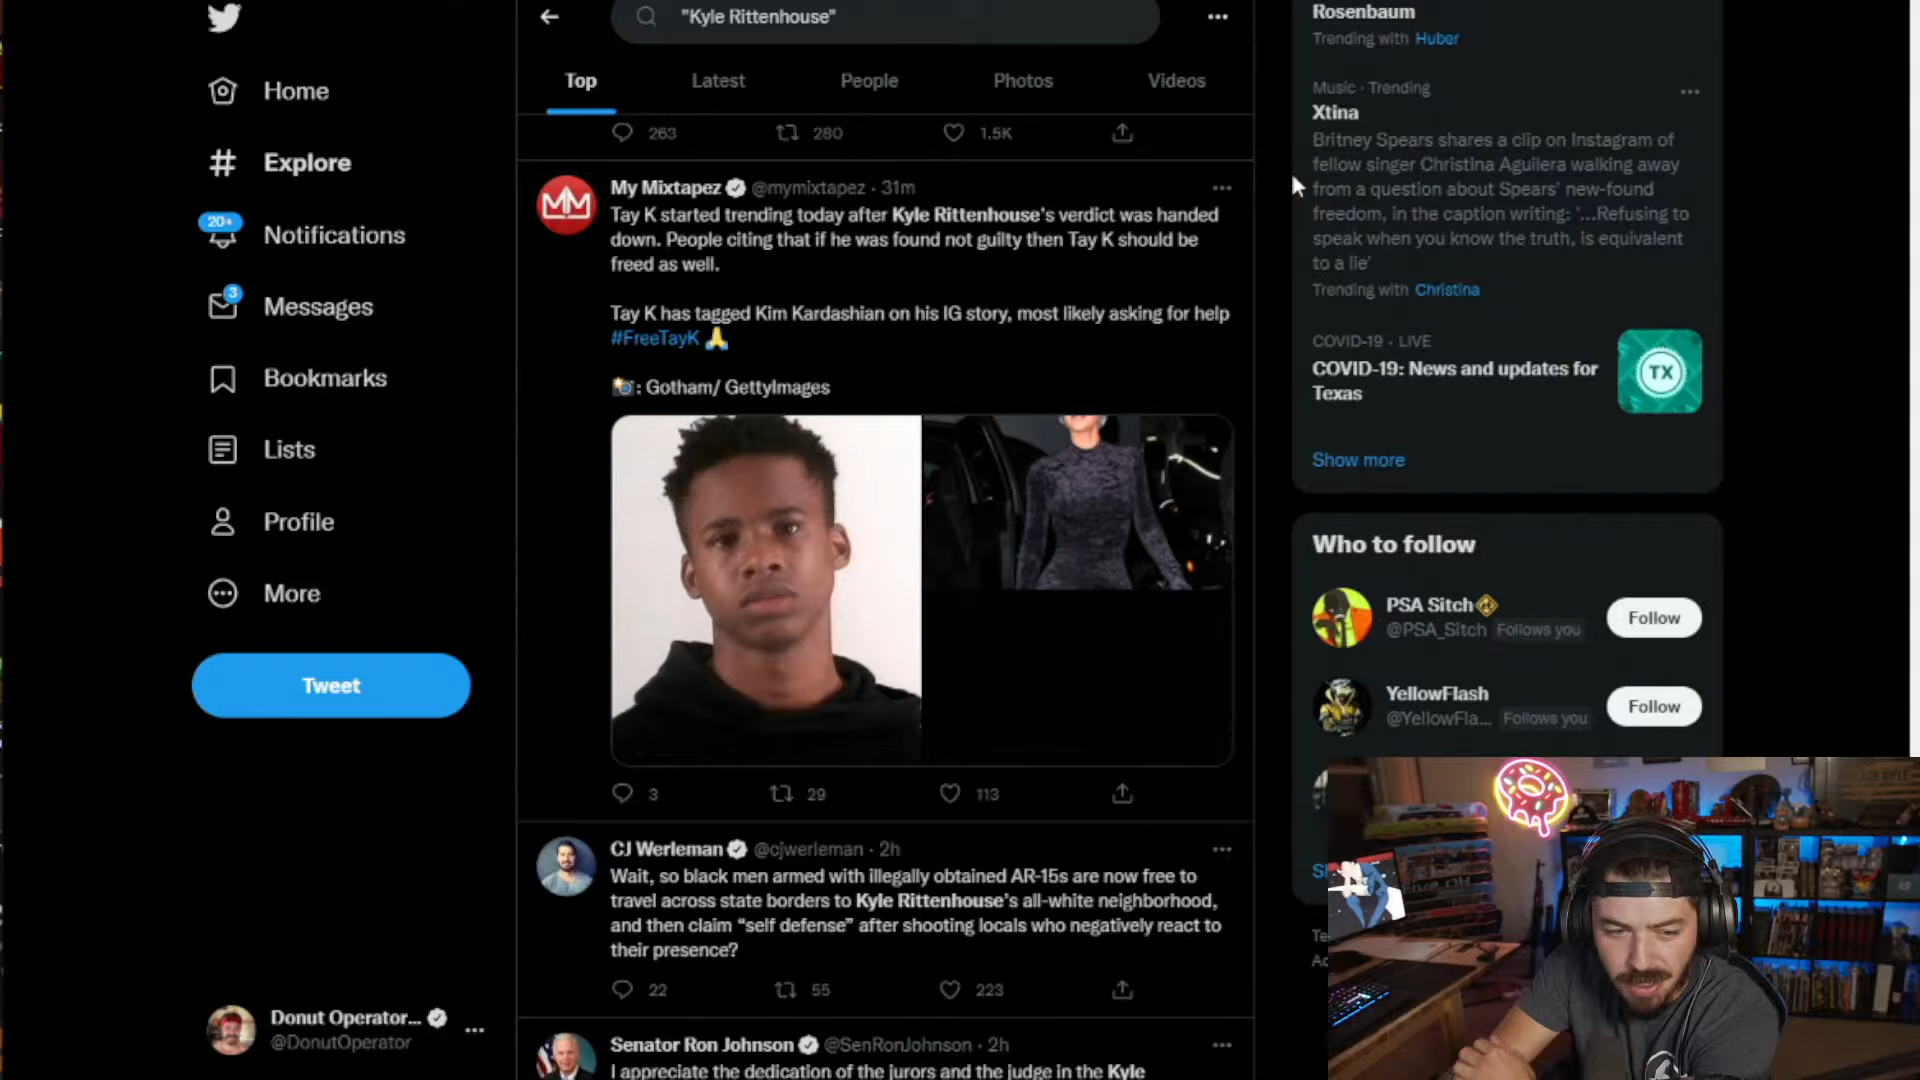 "Kyle Rittenhouse"
Home
Explore
20+
Notifications
3
Messages
Bookmarks
Lists
Profile
More
Tweet
Donut Operator...
@DonutOperator
Top Latest People Photos Videos
263 280 1.5K
My Mixtapez @mymixtapez · 31m
Tay K started trending today after Kyle Rittenhouse's verdict was handed
down. People citing that if he was found not guilty then Tay K should be
freed as well.
Tay K has tagged Kim Kardashian on his IG story, most likely asking for help
#FreeTayK 🙏
📸: Gotham/ GettyImages
3 29 113
CJ Werleman @cjwerleman · 2h
Wait, so black men armed with illegally obtained AR-15s are now free to
travel across state borders to Kyle Rittenhouse's all-white neighborhood,
and then claim “self defense” after shooting locals who negatively react to
their presence?
22 55 223
Senator Ron Johnson @SenRonJohnson · 2h
I appreciate the dedication of the jurors and the judge in the Kyle
Rosenbaum
Trending with Huber
Music · Trending
Xtina
Britney Spears shares a clip on Instagram of
fellow singer Christina Aguilera walking away
from a question about Spears' new-found
freedom, in the caption writing: '...Refusing to
speak when you know the truth, is equivalent
to a lie'
Trending with Christina
COVID-19 · LIVE
COVID-19: News and updates for
Texas
TX
Show more
Who to follow
PSA Sitch
@PSA_Sitch Follows you
Follow
YellowFlash
@YellowFla... Follows you
Follow